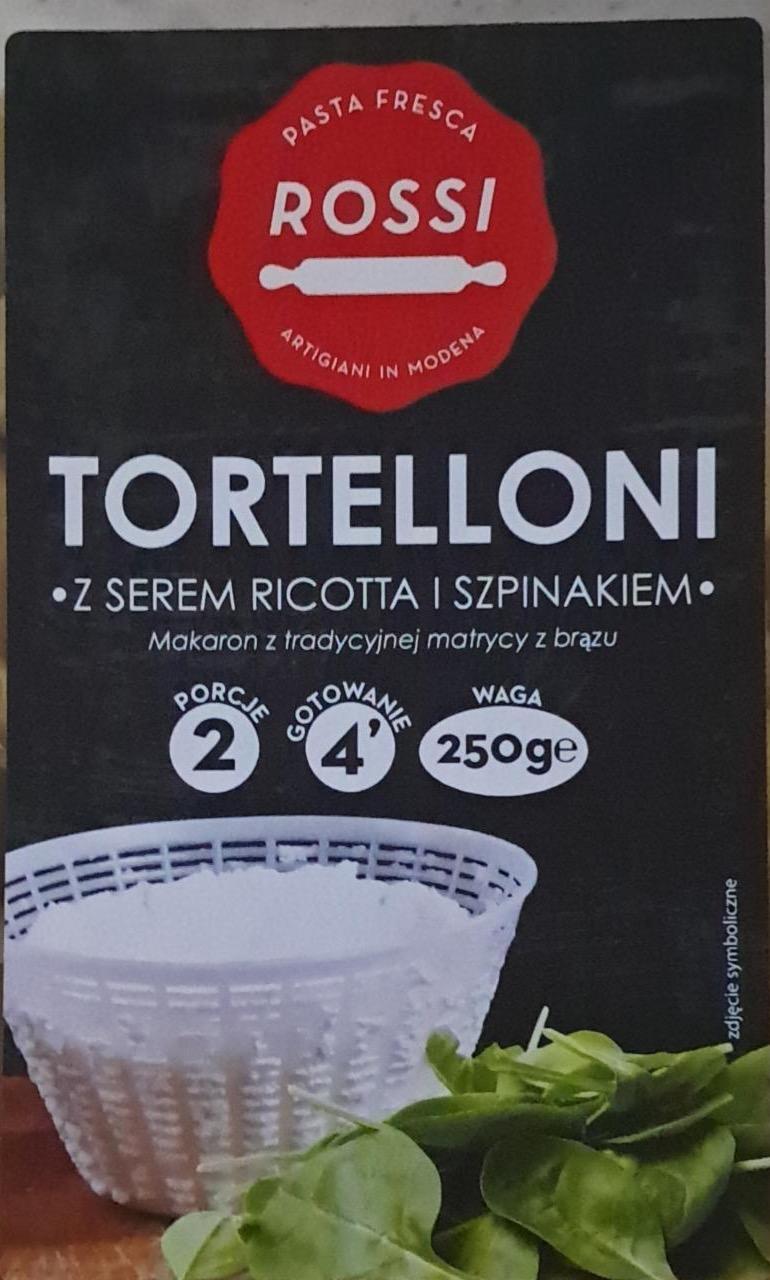 PASTA FRESCA
ROSSI
ARTIGIANI IN MODENA
TORTELLONI
•Z SEREM RICOTTA I SZPINAKIEM•
Makaron z tradycyjnej matrycy z brązu
PORCJE
2
GOTOWANIE
4’
WAGA
250g℮
zdjęcie symboliczne